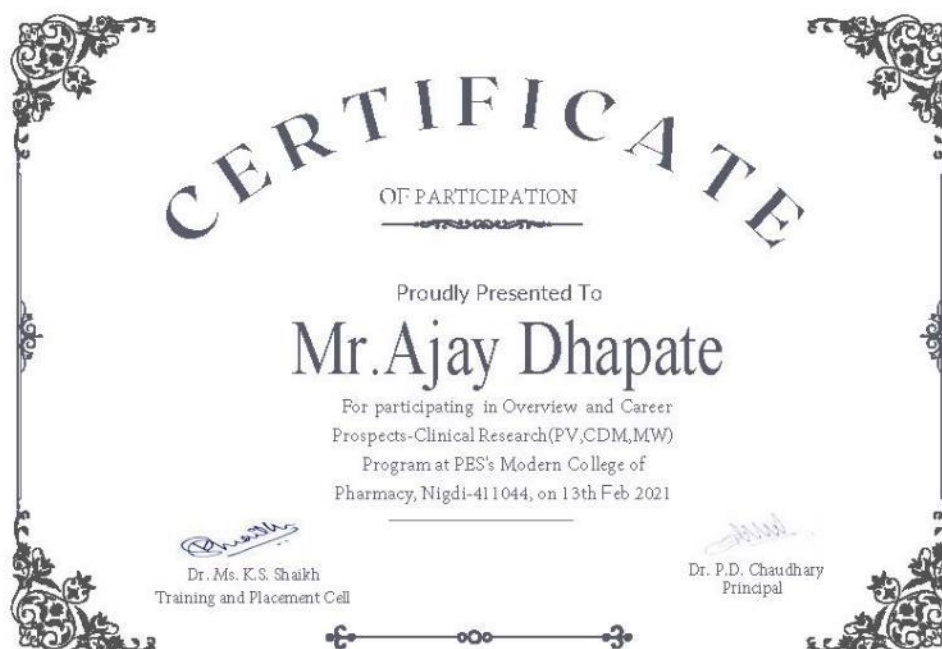 CERTIFICATE
OF PARTICIPATION
Proudly Presented To
Mr.Ajay Dhapate
For participating in Overview and Career
Prospects-Clinical Research(PV,CDM,MW)
Program at PES's Modern College of
Pharmacy, Nigdi-411044, on 13th Feb 2021
Dr. Ms. K.S. Shaikh
Training and Placement Cell
Dr. P.D. Chaudhary
Principal